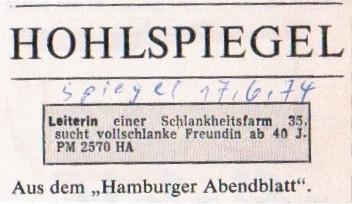 HOHLSPIEGEL
Spiegel 17.6.74
Leiterin einer Schlankheitsfarm 35,
sucht vollschlanke Freundin ab 40 J.
PM 2570 HA
Aus dem „Hamburger Abendblatt“.